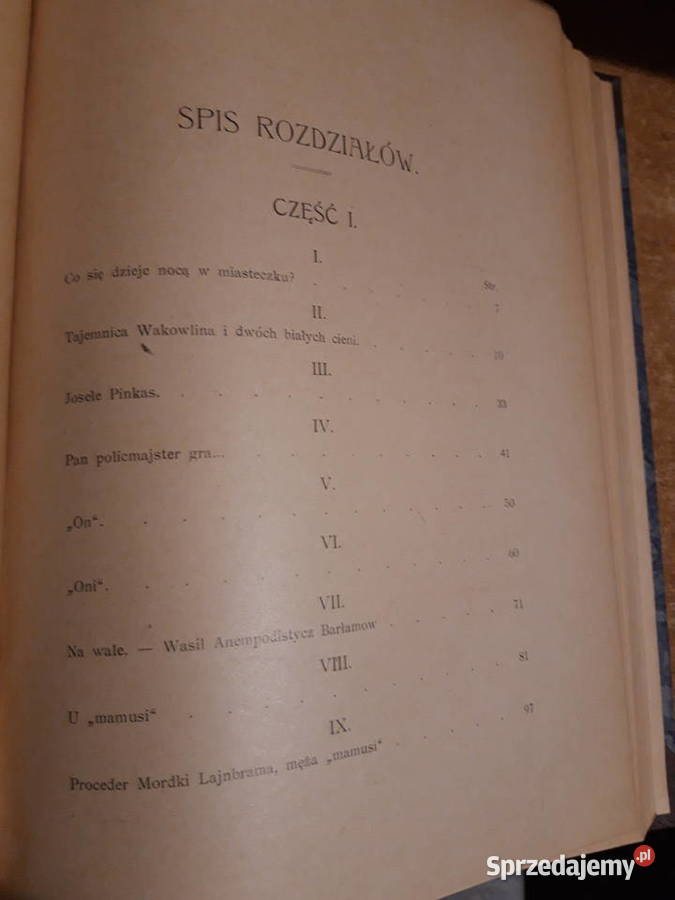 SPIS ROZDZIAŁÓW.
CZĘŚĆ I.
I.
Str.
Co się dzieje nocą w miasteczku? . . . . . 7
II.
Tajemnica Wakowlina i dwóch białych cieni. . . . . 19
III.
Josele Pinkas. . . . . . . . . . 33
IV.
Pan policmajster gra... . . . . . . . 41
V.
„On“. . . . . . . . . . . 50
VI.
„Oni“. . . . . . . . . . . 60
VII.
Na wale. — Wasil Anempodistycz Barłamow . . . . 71
VIII.
U „mamusi“ . . . . . . . . . 81
IX.
Proceder Mordki Lajnbrama, męża „mamusi“ . . . . 97
Sprzedajemy.pl